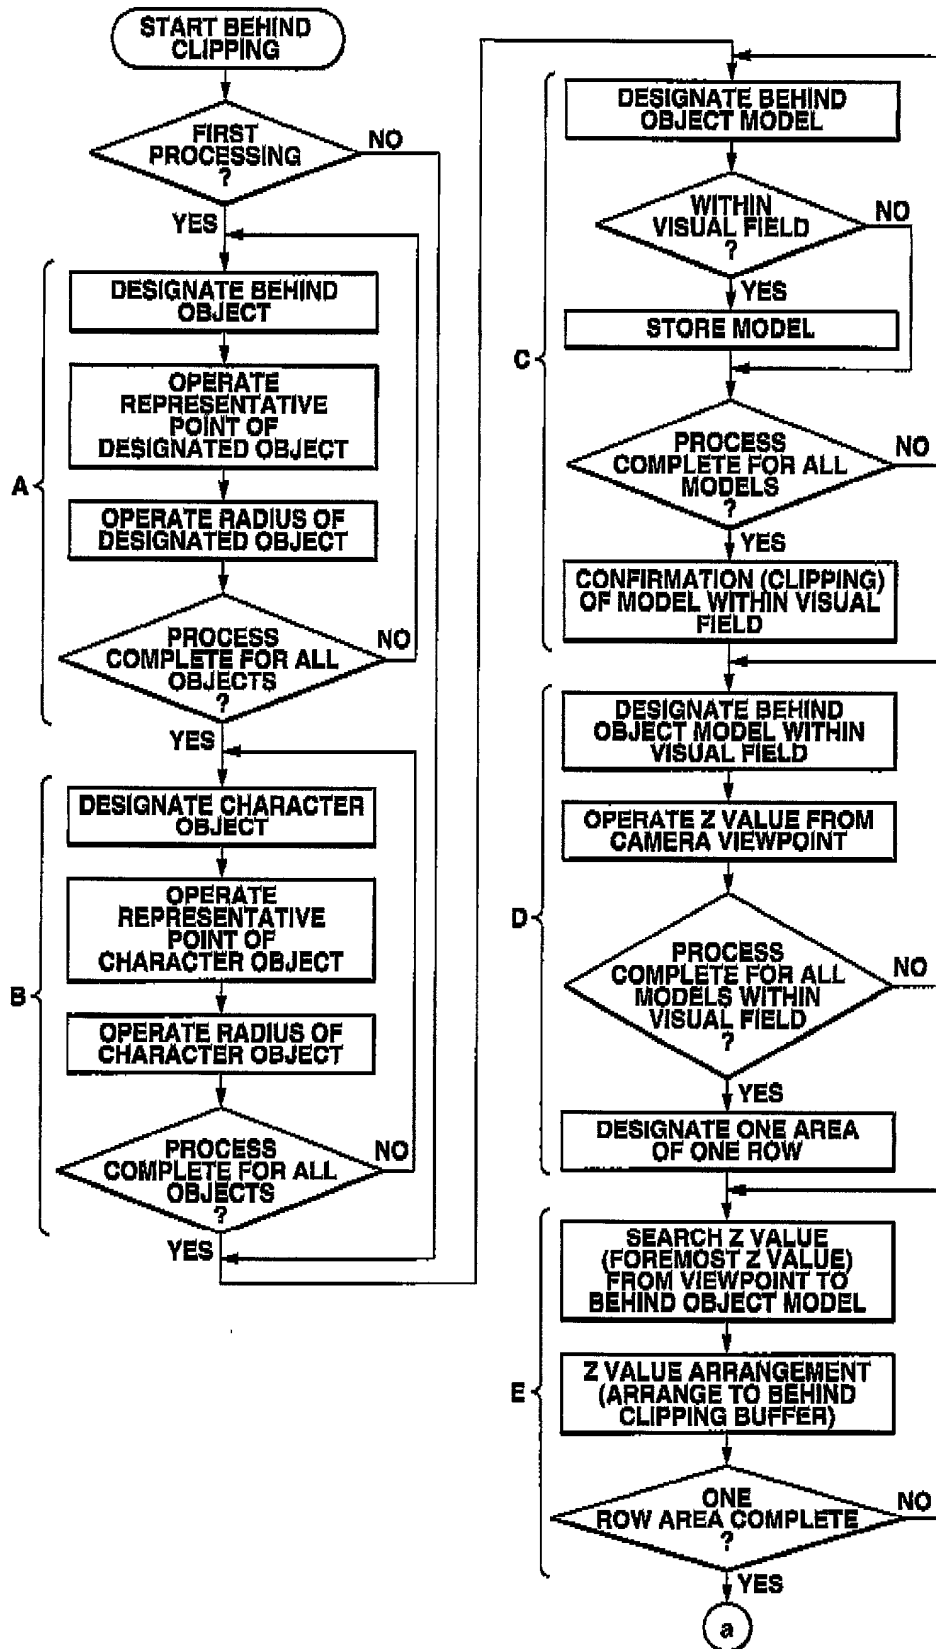 START BEHIND
CLIPPING
FIRST
PROCESSING
?
NO
YES
A
DESIGNATE BEHIND
OBJECT
OPERATE
REPRESENTATIVE
POINT OF
DESIGNATED OBJECT
OPERATE RADIUS OF
DESIGNATED OBJECT
PROCESS
COMPLETE FOR ALL
OBJECTS
?
NO
YES
B
DESIGNATE CHARACTER
OBJECT
OPERATE
REPRESENTATIVE
POINT OF
CHARACTER OBJECT
OPERATE RADIUS OF
CHARACTER OBJECT
PROCESS
COMPLETE FOR ALL
OBJECTS
?
NO
YES
C
DESIGNATE BEHIND
OBJECT MODEL
WITHIN
VISUAL FIELD
?
NO
YES
STORE MODEL
PROCESS
COMPLETE FOR ALL
MODELS
?
NO
YES
CONFIRMATION (CLIPPING)
OF MODEL WITHIN VISUAL
FIELD
D
DESIGNATE BEHIND
OBJECT MODEL WITHIN
VISUAL FIELD
OPERATE Z VALUE FROM
CAMERA VIEWPOINT
PROCESS
COMPLETE FOR ALL
MODELS WITHIN
VISUAL FIELD
?
NO
YES
DESIGNATE ONE AREA
OF ONE ROW
E
SEARCH Z VALUE
(FOREMOST Z VALUE)
FROM VIEWPOINT TO
BEHIND OBJECT MODEL
Z VALUE ARRANGEMENT
(ARRANGE TO BEHIND
CLIPPING BUFFER)
ONE
ROW AREA COMPLETE
?
NO
YES
a